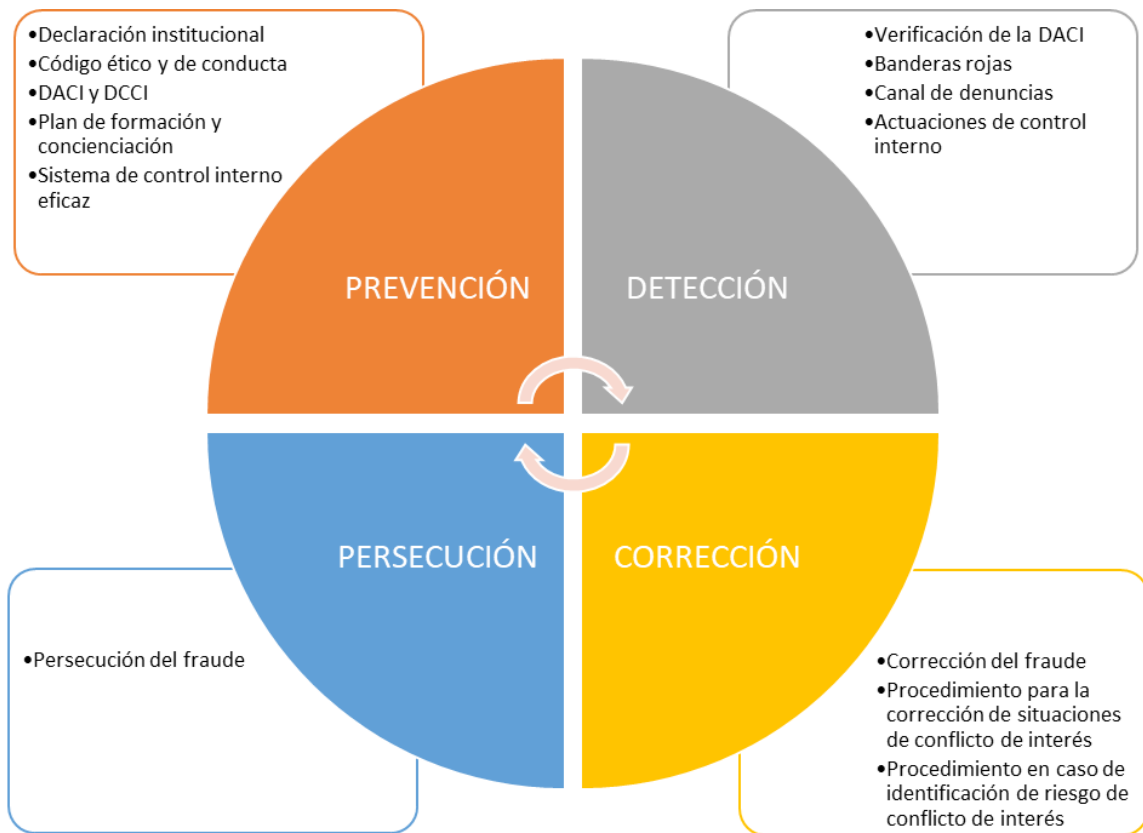 •Declaración institucional
•Código ético y de conducta
•DACI y DCCI
•Plan de formación y
concienciación
•Sistema de control interno
eficaz
•Verificación de la DACI
•Banderas rojas
•Canal de denuncias
•Actuaciones de control
interno
PREVENCIÓN
DETECCIÓN
PERSECUCIÓN
CORRECCIÓN
•Persecución del fraude
•Corrección del fraude
•Procedimiento para la
corrección de situaciones
de conflicto de interés
•Procedimiento en caso de
identificación de riesgo de
conflicto de interés